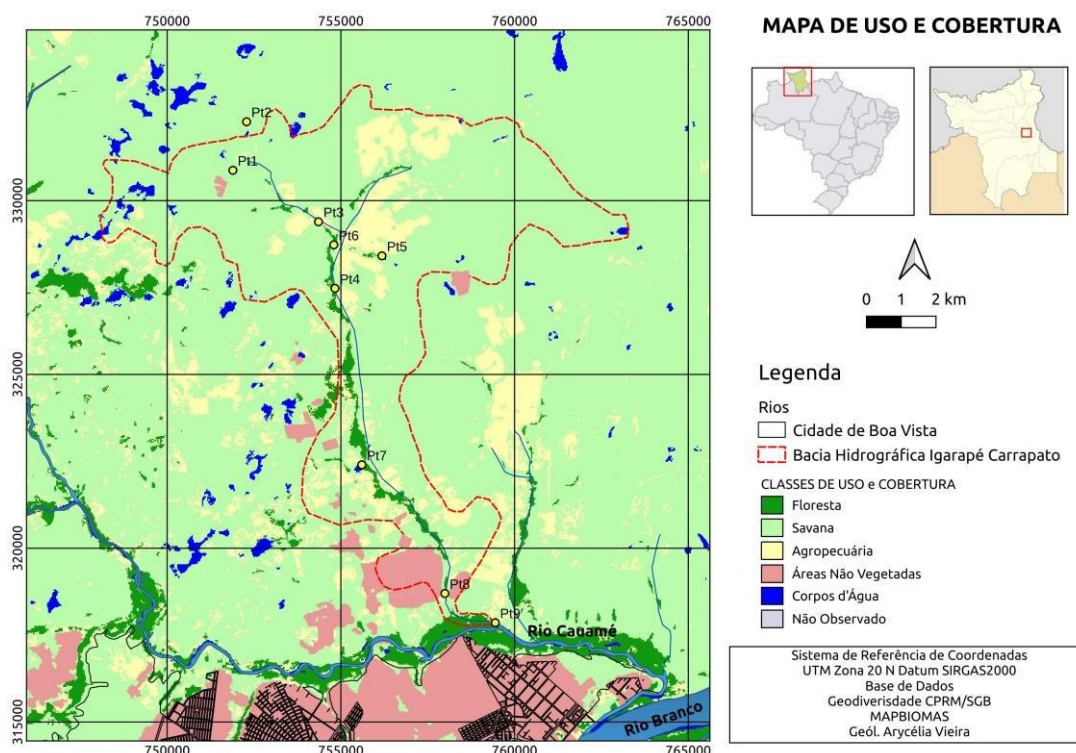 750000
755000
760000
765000
MAPA DE USO E COBERTURA
Pt2
Pt1
330000
Pt3
Pt6
Pt5
Pt4
0 1 2 km
325000
Legenda
Rios
Cidade de Boa Vista
Bacia Hidrográfica Igarapé Carrapato
CLASSES DE USO e COBERTURA
Floresta
Savana
Agropecuária
Áreas Não Vegetadas
Corpos d'Água
Não Observado
Pt7
320000
Pt8
Pt9
Rio Cauamé
Rio Branco
315000
750000
755000
760000
765000
Sistema de Referência de Coordenadas
UTM Zona 20 N Datum SIRGAS2000
Base de Dados
Geodiverisdade CPRM/SGB
MAPBIOMAS
Geól. Arycélia Vieira